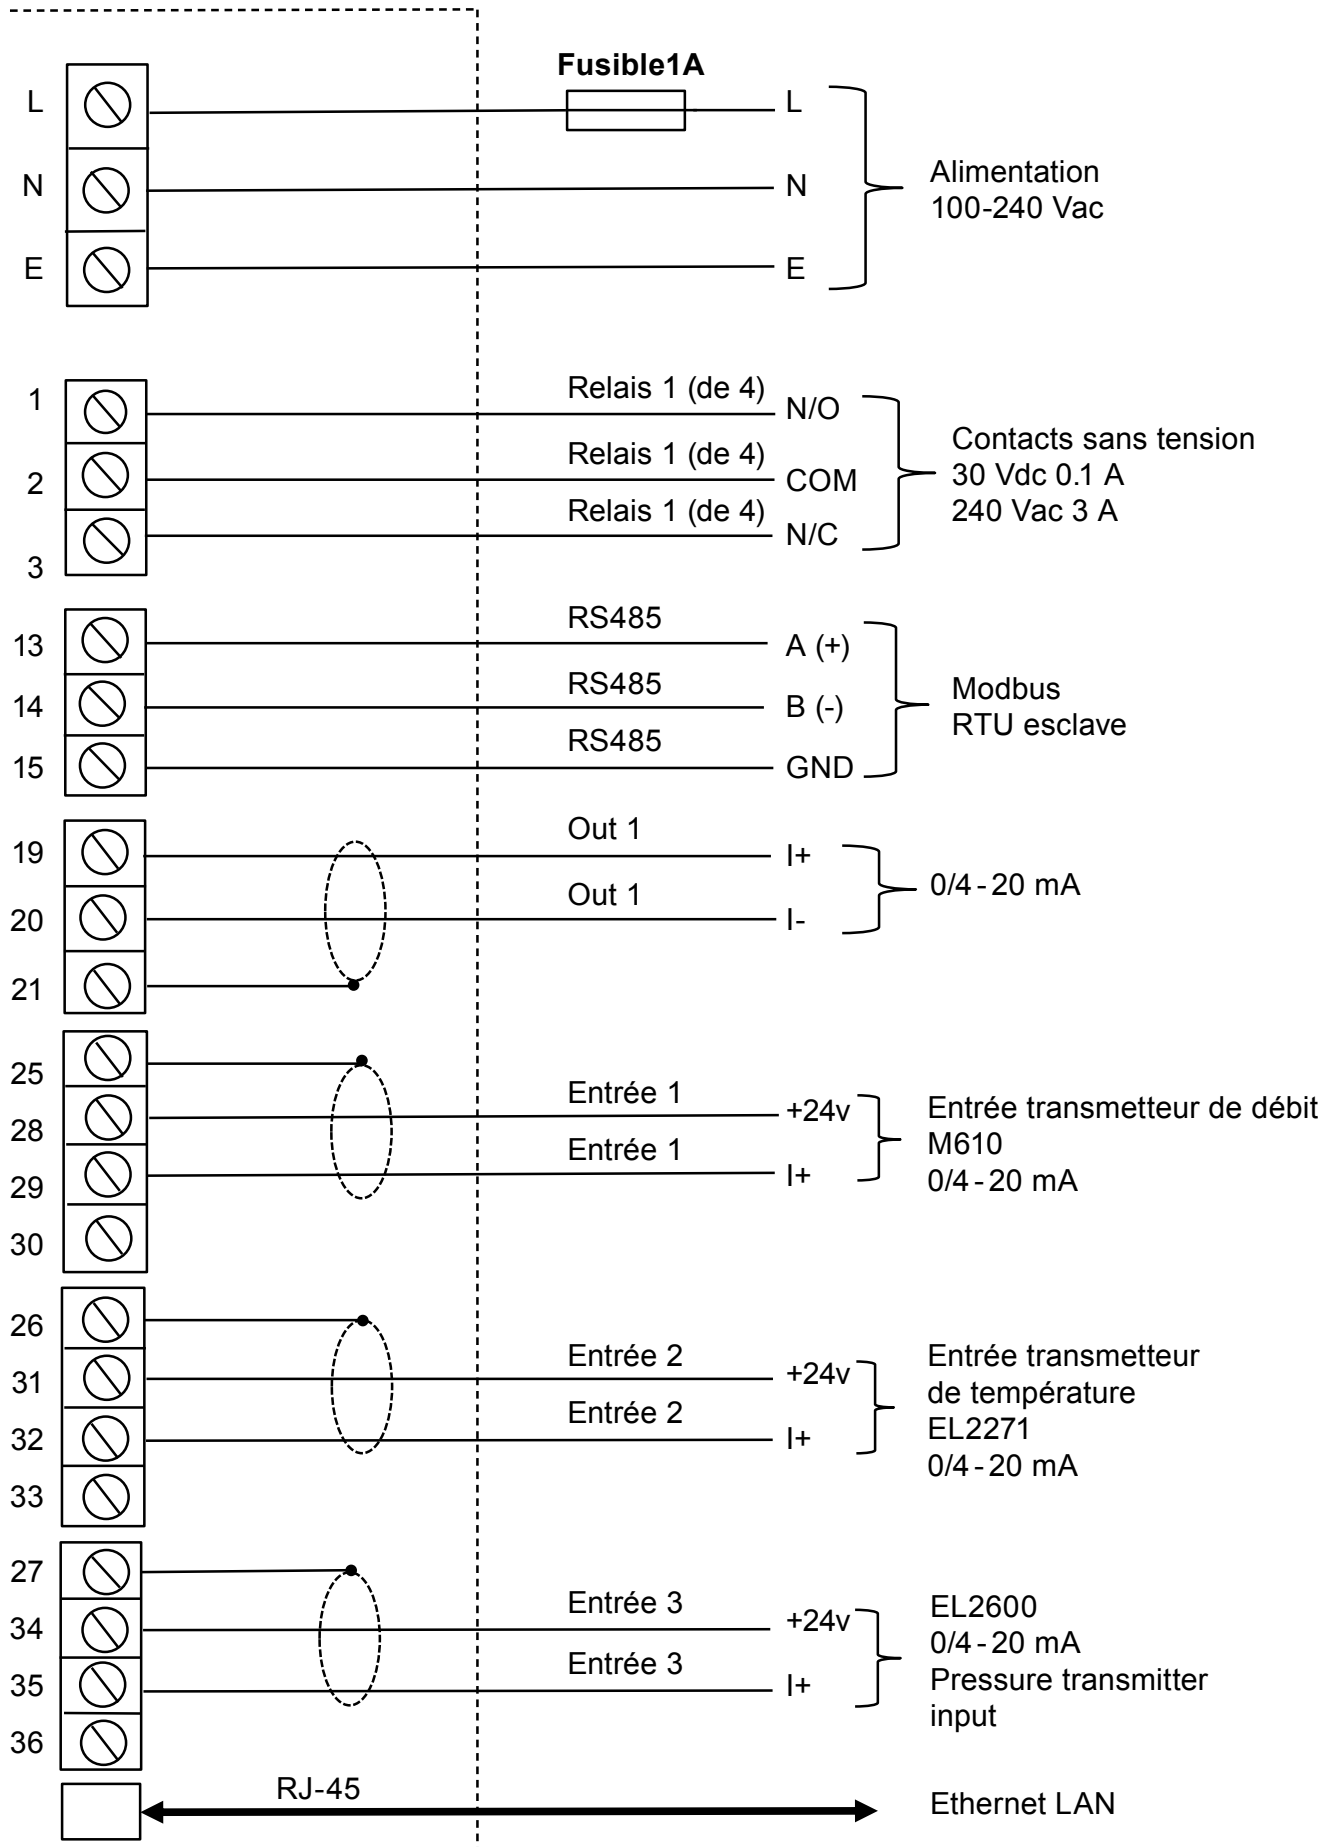 Fusible1A
L
L
N
N
Alimentation
100-240 Vac
E
E
1
Relais 1 (de 4)
N/O
2
Relais 1 (de 4)
COM
3
Relais 1 (de 4)
N/C
Contacts sans tension
30 Vdc 0.1 A
240 Vac 3 A
13
RS485
A (+)
14
RS485
B (-)
15
RS485
GND
Modbus
RTU esclave
19
Out 1
I+
20
Out 1
I-
0/4-20 mA
21
25
28
Entrée 1
+24v
29
Entrée 1
I+
Entrée transmetteur de débit
M610
0/4-20 mA
30
26
31
Entrée 2
+24v
32
Entrée 2
I+
Entrée transmetteur
de température
EL2271
0/4-20 mA
33
27
34
Entrée 3
+24v
35
Entrée 3
I+
EL2600
0/4-20 mA
Pressure transmitter
input
36
RJ-45
Ethernet LAN